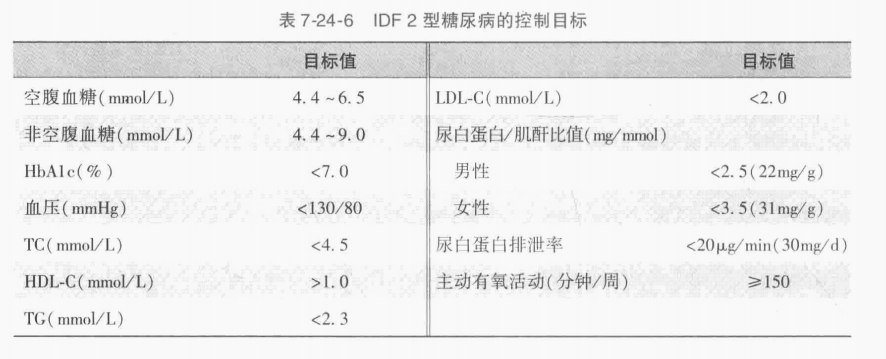 表 7-24-6 IDF 2 型糖尿病的控制目标
目标值 目标值
空腹血糖(mmol/L) 4.4~6.5 LDL-C(mmol/L) <2.0
非空腹血糖(mmol/L) 4.4~9.0 尿白蛋白/肌酐比值(mg/mmol)
HbA1c(%) <7.0 男性 <2.5(22mg/g)
血压(mmHg) <130/80 女性 <3.5(31mg/g)
TC(mmol/L) <4.5 尿白蛋白排泄率 <20μg/min(30mg/d)
HDL-C(mmol/L) >1.0 主动有氧活动(分钟/周) ≥150
TG(mmol/L) <2.3